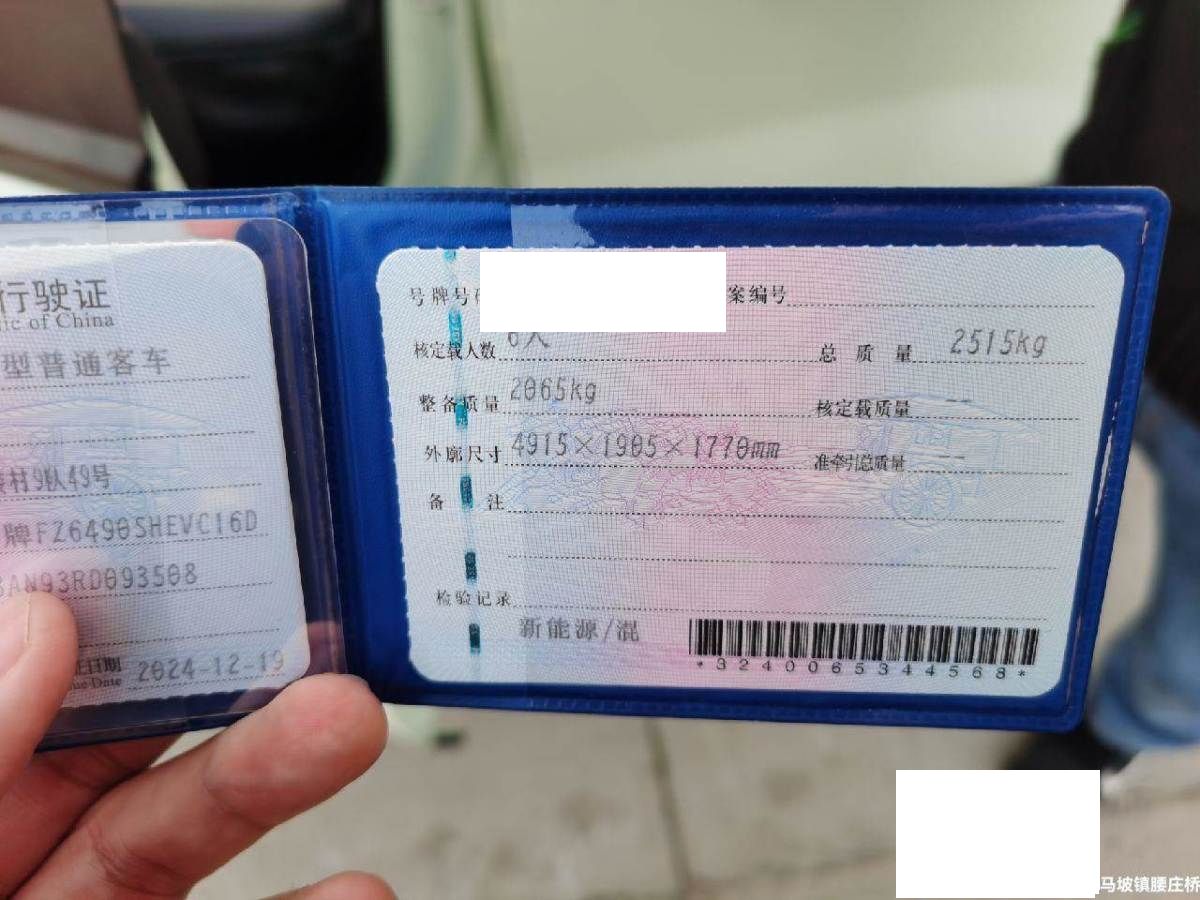 行驶证
ic of China
型普通客车
村9队49号
牌FZ6490SHEVC16D
AN93RD093508
日期
ue Date
2024-12-19
号牌号
案编号
核定载人数
6人
总质量
2515kg
整备质量
2065kg
核定载质量
--
外廓尺寸
4915×1905×1770mm
准牵引总质量
--
备注
检验记录
新能源/混
*3240065344568*
马坡镇腰庄桥